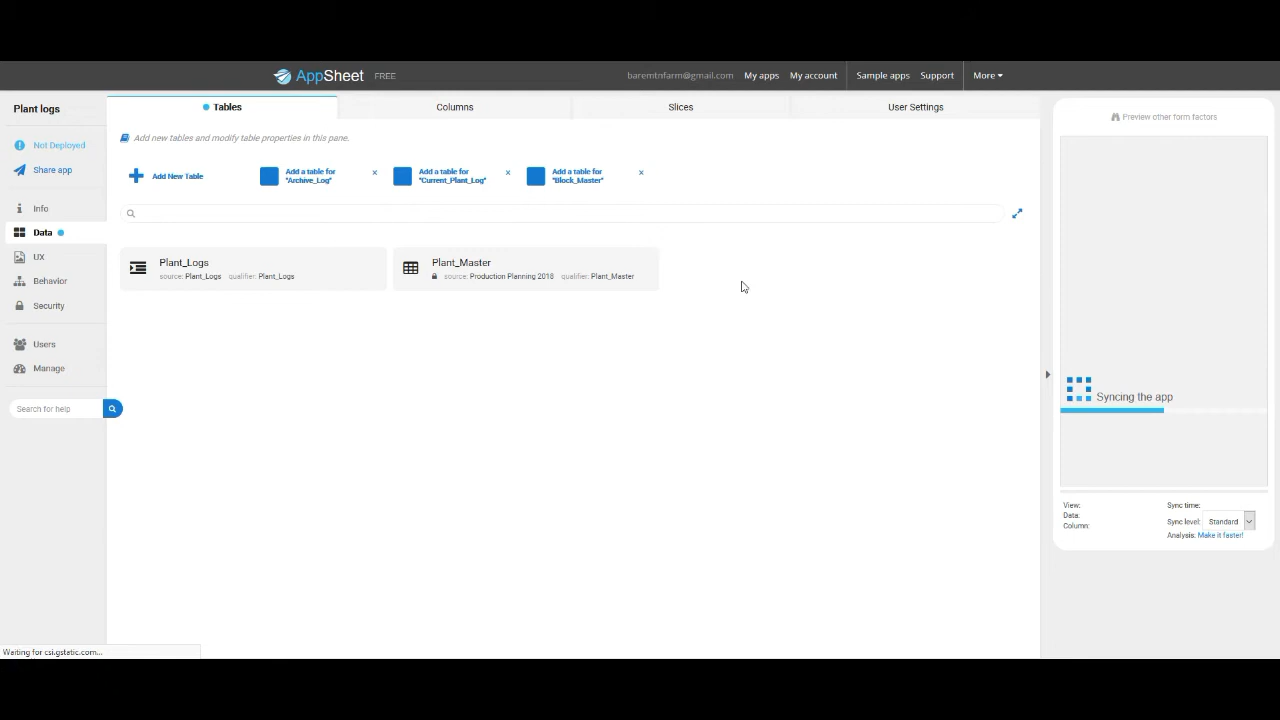 AppSheet FREE
baremtnfarm@gmail.com My apps My account Sample apps Support More
Plant logs
Not Deployed
Share app
Info
Data
UX
Behavior
Security
Users
Manage
Search for help
Tables Columns Slices User Settings
Add new tables and modify table properties in this pane.
Add New Table
Add a table for
"Archive_Log"
Add a table for
"Current_Plant_Log"
Add a table for
"Block_Master"
Plant_Logs
source: Plant_Logs qualifier: Plant_Logs
Plant_Master
source: Production Planning 2018 qualifier: Plant_Master
Preview other form factors
Syncing the app
View:
Data:
Column:
Sync time:
Sync level: Standard
Analysis: Make it faster!
Waiting for csi.gstatic.com...